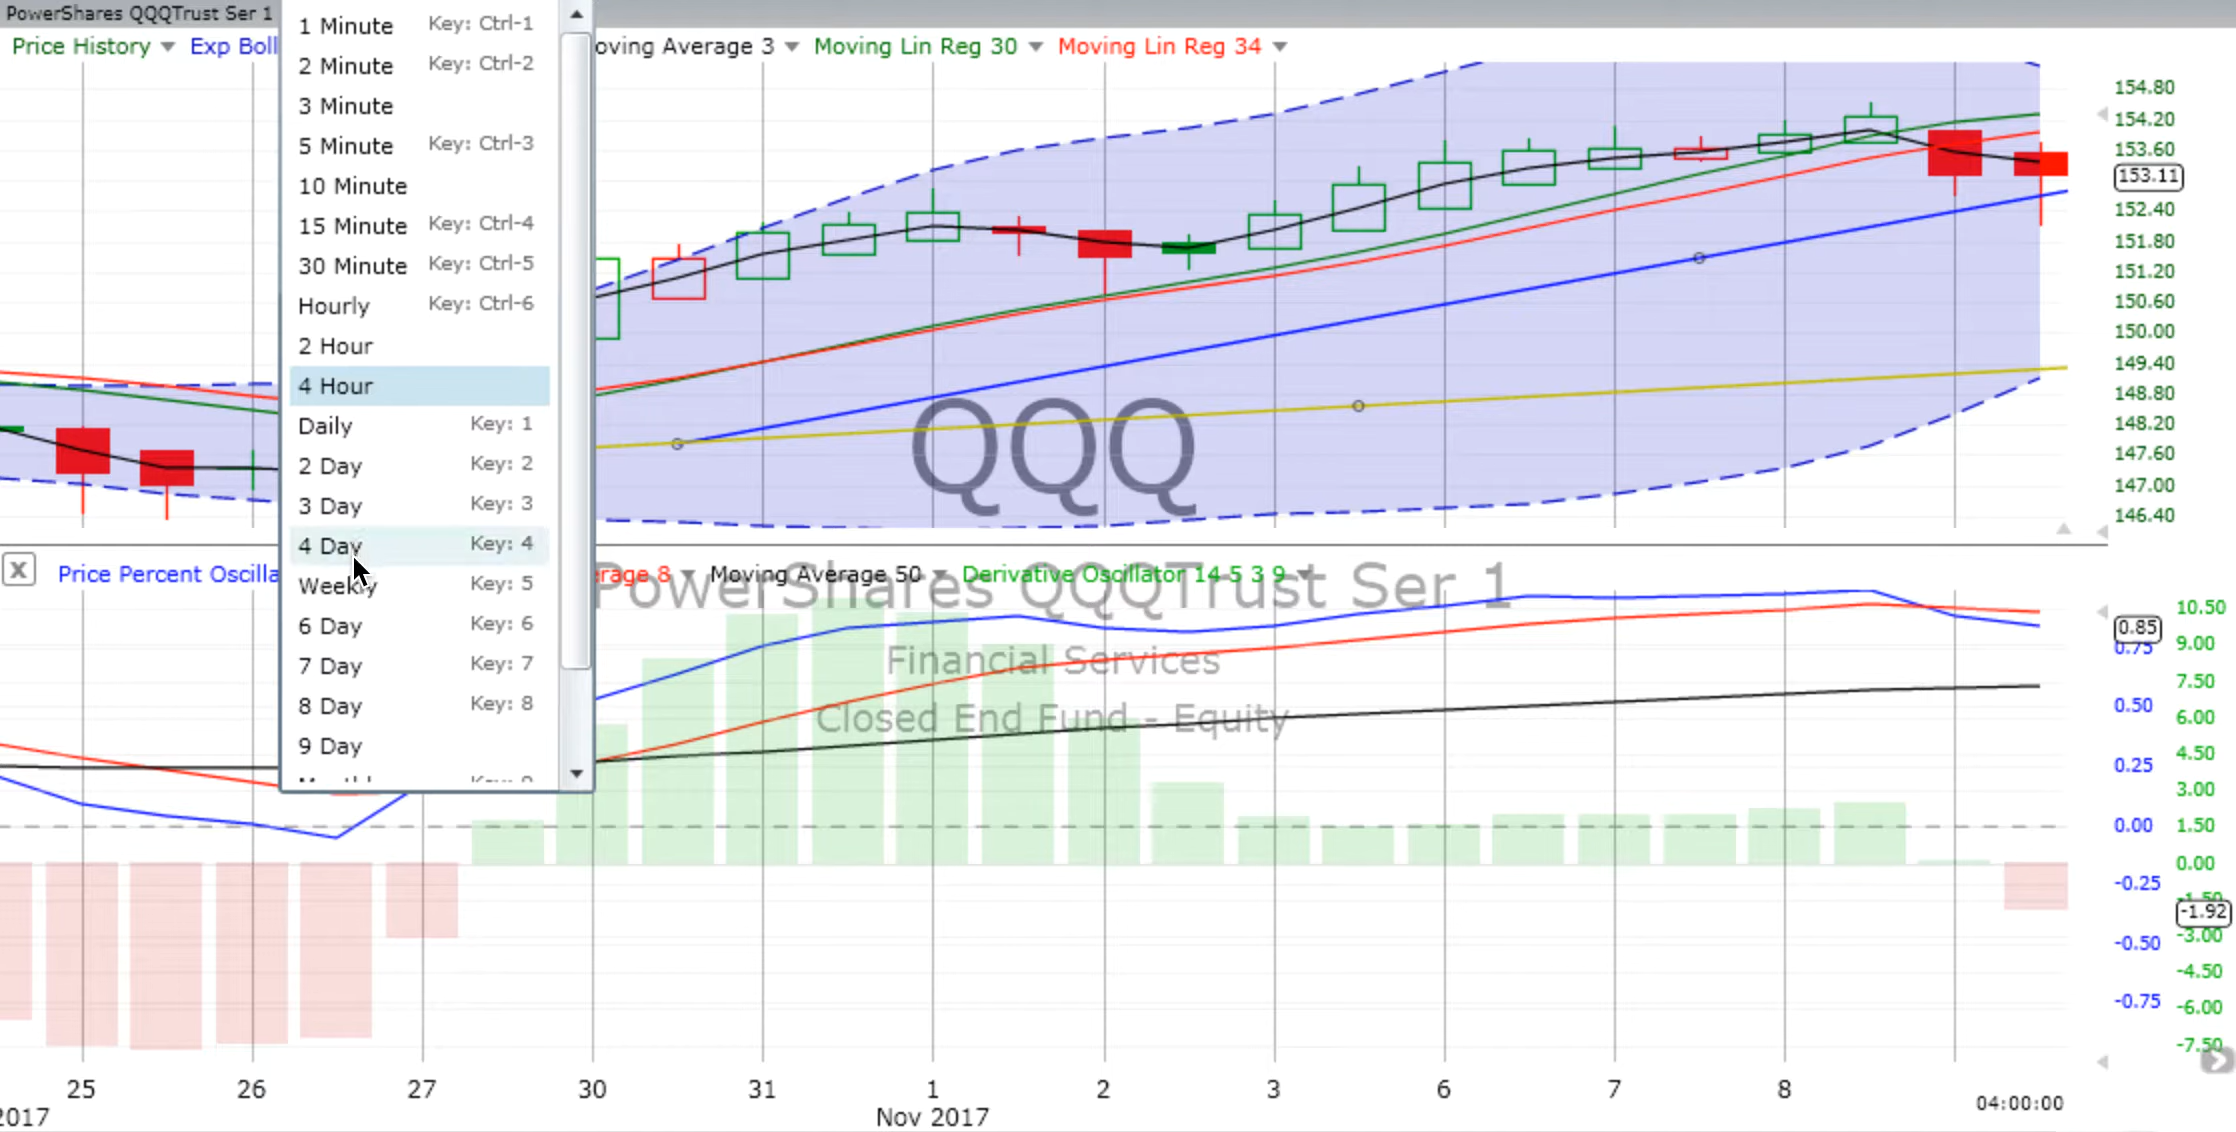 PowerShares QQQTrust Ser 1
Price History Exp Boll oving Average 3 Moving Lin Reg 30 Moving Lin Reg 34
1 Minute Key: Ctrl-1
2 Minute Key: Ctrl-2
3 Minute
5 Minute Key: Ctrl-3
10 Minute
15 Minute Key: Ctrl-4
30 Minute Key: Ctrl-5
Hourly Key: Ctrl-6
2 Hour
4 Hour
Daily Key: 1
2 Day Key: 2
3 Day Key: 3
4 Day Key: 4
Weekly Key: 5
6 Day Key: 6
7 Day Key: 7
8 Day Key: 8
9 Day
154.80
154.20
153.60
153.11
152.40
151.80
151.20
150.60
150.00
149.40
148.80
148.20
147.60
147.00
146.40
QQQ
X Price Percent Oscilla erage 8 Moving Average 50 Derivative Oscillator 14 5 3 9
PowerShares QQQTrust Ser 1
Financial Services
Closed End Fund - Equity
0.85
0.75
0.50
0.25
0.00
-0.25
-0.50
-0.75
10.50
9.00
7.50
6.00
4.50
3.00
1.50
0.00
-1.50
-1.92
-3.00
-4.50
-6.00
-7.50
25 26 27 30 31 1 2 3 6 7 8
2017 Nov 2017 04:00:00